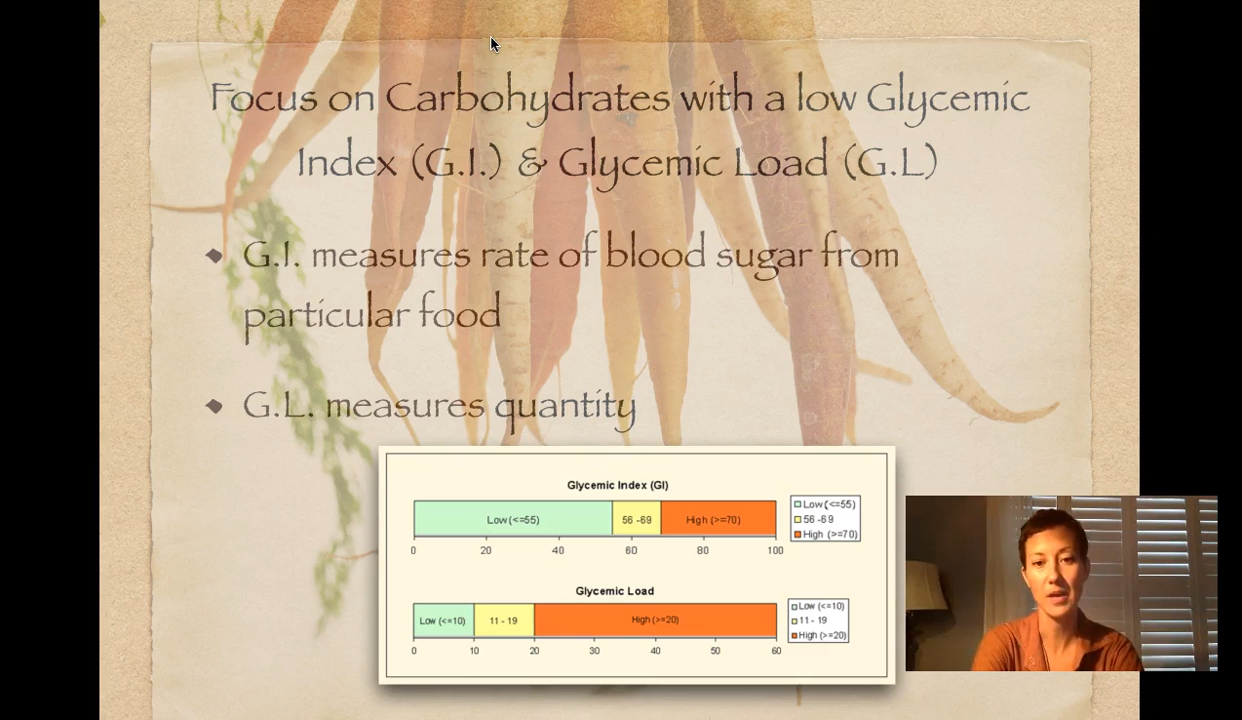 Focus on Carbohydrates with a low Glycemic
Index (G.I.) & Glycemic Load (G.L)
G.I. measures rate of blood sugar from
particular food
G.L. measures quantity
Glycemic Index (GI)
Low (<=55)
56 -69
High (>=70)
0 20 40 60 80 100
Low (<=55)
56 -69
High (>=70)
Glycemic Load
Low (<=10)
11 - 19
High (>=20)
0 10 20 30 40 50 60
Low (<=10)
11 - 19
High (>=20)